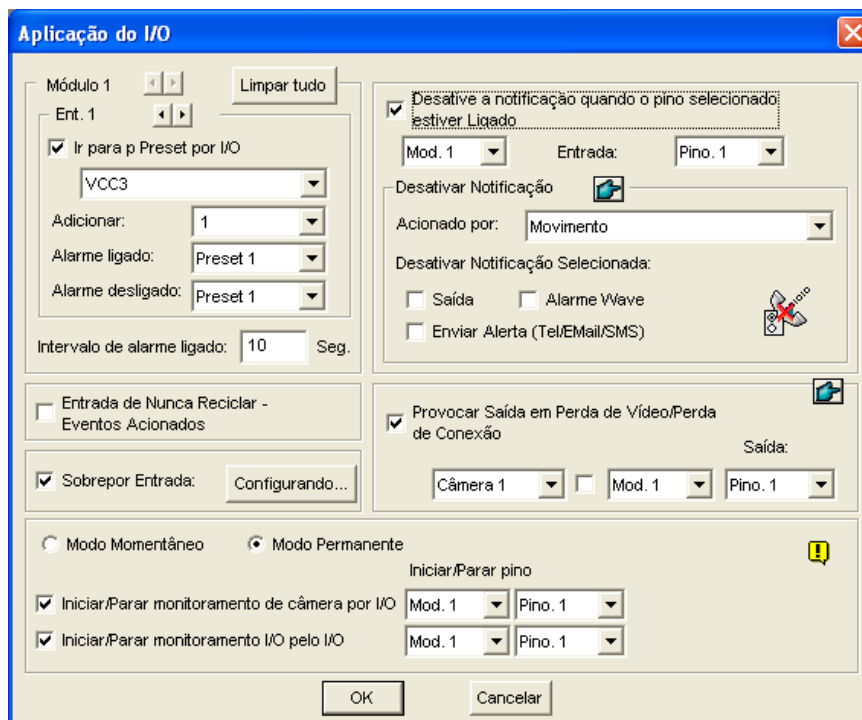 Aplicação do I/O
Módulo 1
Limpar tudo
Ent. 1
Ir para p Preset por I/O
VCC3
Adicionar: 1
Alarme ligado: Preset 1
Alarme desligado: Preset 1
Intervalo de alarme ligado: 10 Seg.
Desative a notificação quando o pino selecionado
estiver Ligado
Mod. 1 Entrada: Pino. 1
Desativar Notificação
Acionado por: Movimento
Desativar Notificação Selecionada:
Saída Alarme Wave
Enviar Alerta (Tel/EMail/SMS)
Entrada de Nunca Reciclar -
Eventos Acionados
Sobrepor Entrada: Configurando...
Provocar Saída em Perda de Vídeo/Perda
de Conexão
Saída:
Câmera 1 Mod. 1 Pino. 1
Modo Momentâneo Modo Permanente
Iniciar/Parar pino
Iniciar/Parar monitoramento de câmera por I/O Mod. 1 Pino. 1
Iniciar/Parar monitoramento I/O pelo I/O Mod. 1 Pino. 1
OK Cancelar